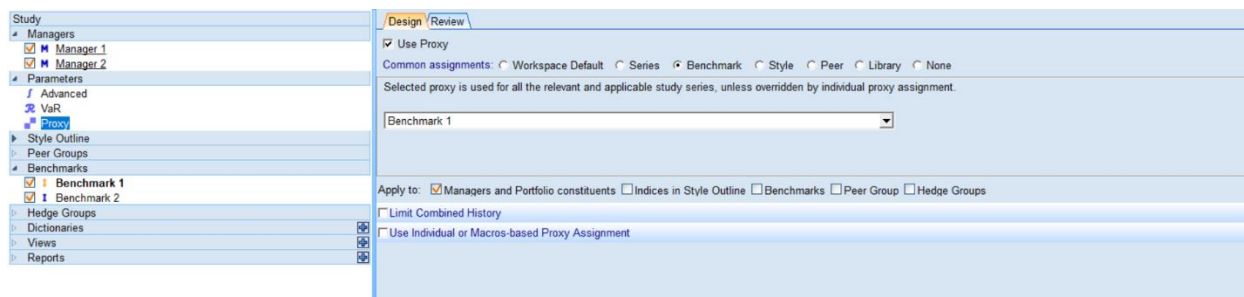 Study
Managers
M Manager 1
M Manager 2
Parameters
Advanced
VaR
Proxy
Style Outline
Peer Groups
Benchmarks
Benchmark 1
Benchmark 2
Hedge Groups
Dictionaries
Views
Reports
Design Review
Use Proxy
Common assignments: Workspace Default Series Benchmark Style Peer Library None
Selected proxy is used for all the relevant and applicable study series, unless overridden by individual proxy assignment.
Benchmark 1
Apply to: Managers and Portfolio constituents Indices in Style Outline Benchmarks Peer Group Hedge Groups
Limit Combined History
Use Individual or Macros-based Proxy Assignment